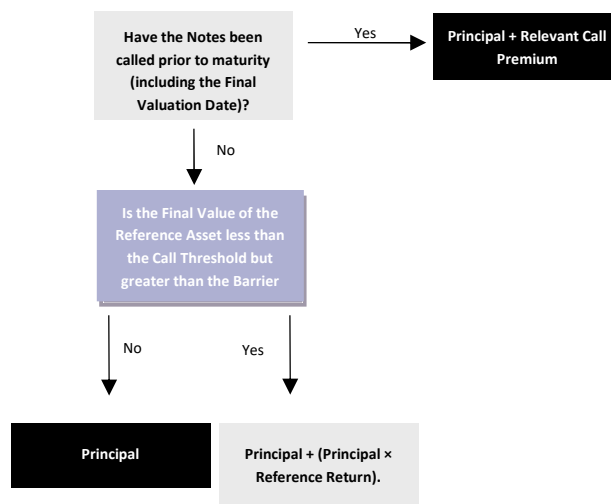 Have the Notes been
called prior to maturity
(including the Final
Valuation Date)?
Yes
Principal + Relevant Call
Premium
No
Is the Final Value of the
Reference Asset less than
the Call Threshold but
greater than the Barrier
No
Yes
Principal
Principal + (Principal ×
Reference Return).